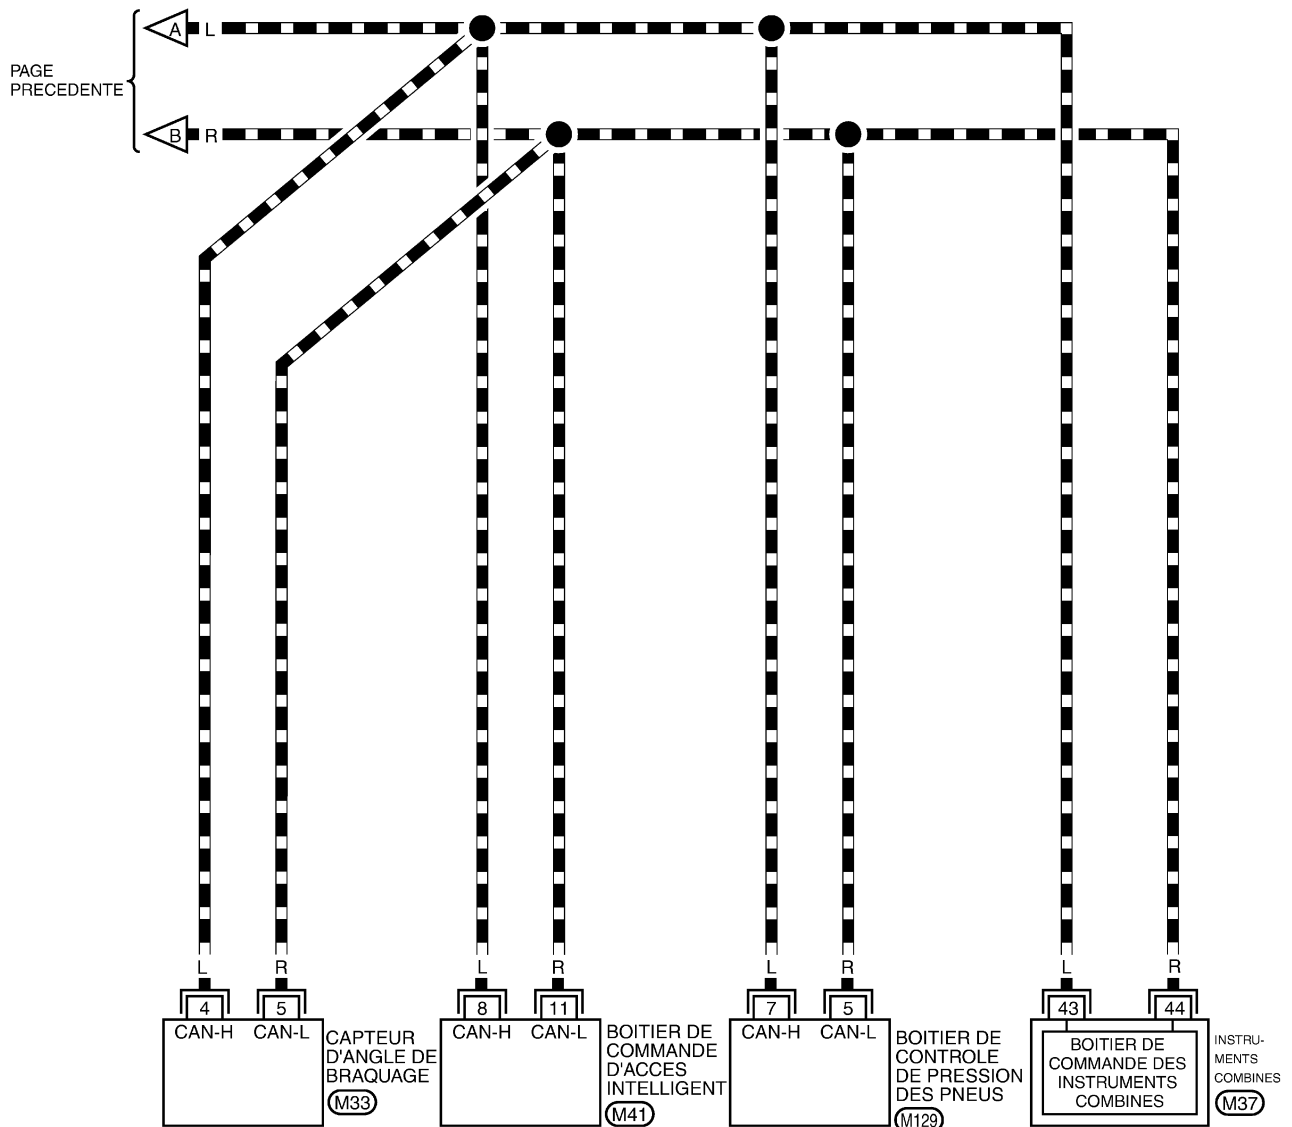 A L
PAGE
PRECEDENTE
B R
L R L R L R L R
4 5 8 11 7 5 43 44
CAN-H CAN-L CAN-H CAN-L CAN-H CAN-L
CAPTEUR
D'ANGLE DE
BRAQUAGE
M33
BOITIER DE
COMMANDE
D'ACCES
INTELLIGENT
M41
BOITIER DE
CONTROLE
DE PRESSION
DES PNEUS
M129
BOITIER DE
COMMANDE DES
INSTRUMENTS
COMBINES
INSTRU-
MENTS
COMBINES
M37